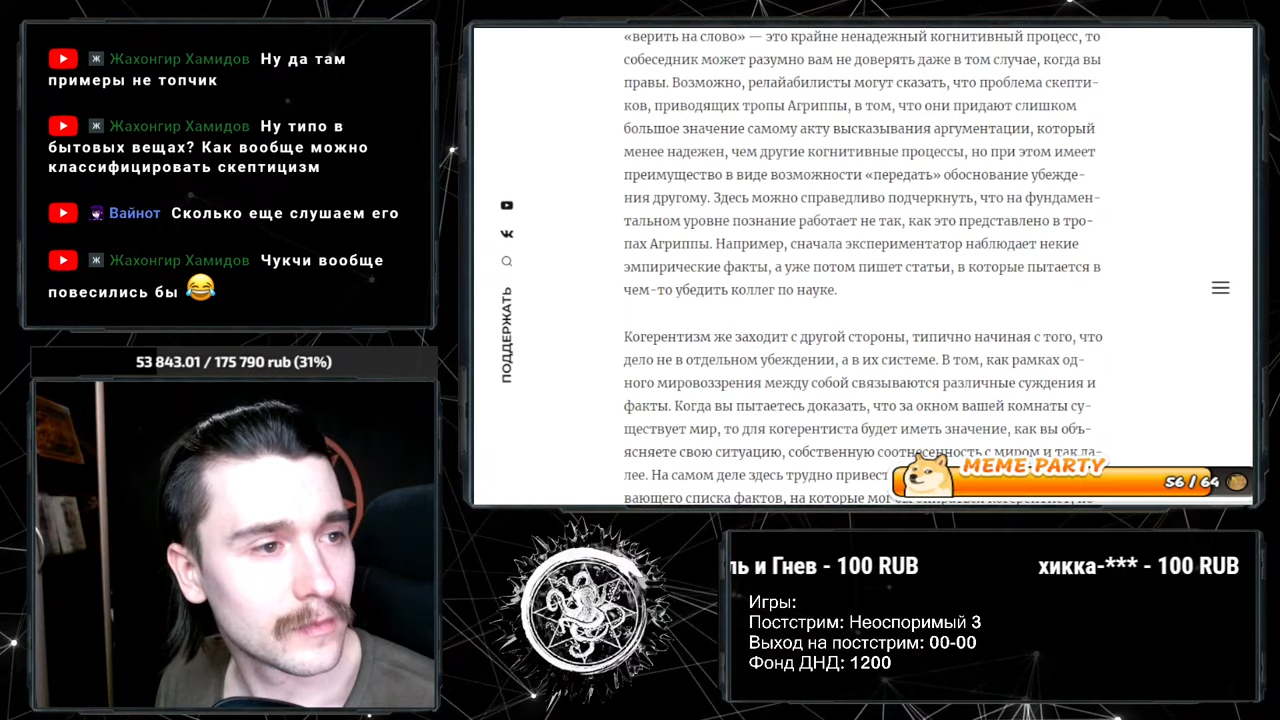 Ж Жахонгир Хамидов Ну да там
примеры не топчик
Ж Жахонгир Хамидов Ну типо в
бытовых вещах? Как вообще можно
классифицировать скептицизм
Вайнот Сколько еще слушаем его
Ж Жахонгир Хамидов Чукчи вообще
повесились бы 😂
53 843.01 / 175 790 rub (31%)
«верить на слово» — это крайне ненадежный когнитивный процесс, то
собеседник может разумно вам не доверять даже в том случае, когда вы
правы. Возможно, релайабилисты могут сказать, что проблема скепти-
ков, приводящих тропы Агриппы, в том, что они придают слишком
большое значение самому акту высказывания аргументации, который
менее надежен, чем другие когнитивные процессы, но при этом имеет
преимущество в виде возможности «передать» обоснование убежде-
ния другому. Здесь можно справедливо подчеркнуть, что на фундамен-
тальном уровне познание работает не так, как это представлено в тро-
пах Агриппы. Например, сначала экспериментатор наблюдает некие
эмпирические факты, а уже потом пишет статьи, в которые пытается в
чем-то убедить коллег по науке.
Когерентизм же заходит с другой стороны, типично начиная с того, что
дело не в отдельном убеждении, а в их системе. В том, как рамках од-
ного мировоззрения между собой связываются различные суждения и
факты. Когда вы пытаетесь доказать, что за окном вашей комнаты су-
ществует мир, то для когерентиста будет иметь значение, как вы объ-
ясняете свою ситуацию, собственную соотнесенность с миром и так да-
лее. На самом деле здесь трудно привест
вающего списка фактов, на которые мог
ПОДДЕРЖАТЬ
MEME PARTY
56 / 64
ль и Гнев - 100 RUB хикка-*** - 100 RUB
Игры:
Постстрим: Неоспоримый 3
Выход на постстрим: 00-00
Фонд ДНД: 1200